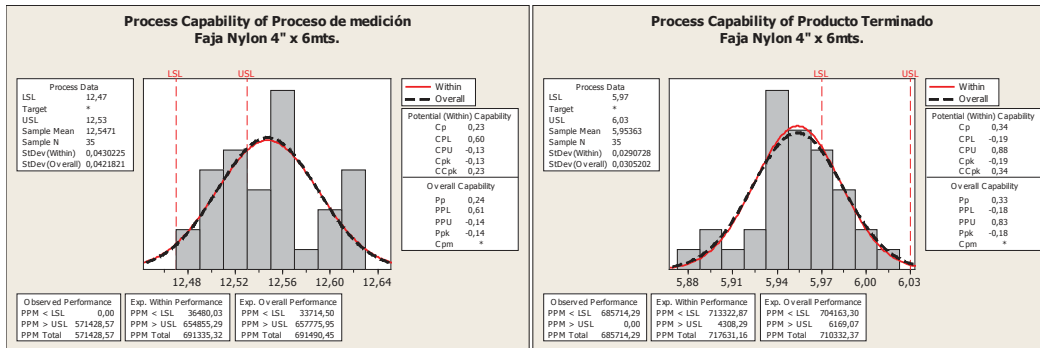 Process Capability of Proceso de medición
Faja Nylon 4" x 6mts.
LSL
USL
Process Data
LSL 12,47
Target *
USL 12,53
Sample Mean 12,5471
Sample N 35
StDev(Within) 0,0430225
StDev(Overall) 0,0421821
Within
Overall
Potential (Within) Capability
Cp 0,23
CPL 0,60
CPU -0,13
Cpk -0,13
CCpk 0,23
Overall Capability
Pp 0,24
PPL 0,61
PPU -0,14
Ppk -0,14
Cpm *
12,48 12,52 12,56 12,60 12,64
Observed Performance
PPM < LSL 0,00
PPM > USL 571428,57
PPM Total 571428,57
Exp. Within Performance
PPM < LSL 36480,03
PPM > USL 654855,29
PPM Total 691335,32
Exp. Overall Performance
PPM < LSL 33714,50
PPM > USL 657775,95
PPM Total 691490,45
Process Capability of Producto Terminado
Faja Nylon 4" x 6mts.
LSL
USL
Process Data
LSL 5,97
Target *
USL 6,03
Sample Mean 5,95363
Sample N 35
StDev(Within) 0,0290728
StDev(Overall) 0,0305202
Within
Overall
Potential (Within) Capability
Cp 0,34
CPL -0,19
CPU 0,88
Cpk -0,19
CCpk 0,34
Overall Capability
Pp 0,33
PPL -0,18
PPU 0,83
Ppk -0,18
Cpm *
5,88 5,91 5,94 5,97 6,00 6,03
Observed Performance
PPM < LSL 685714,29
PPM > USL 0,00
PPM Total 685714,29
Exp. Within Performance
PPM < LSL 713322,87
PPM > USL 4308,29
PPM Total 717631,16
Exp. Overall Performance
PPM < LSL 704163,30
PPM > USL 6169,07
PPM Total 710332,37